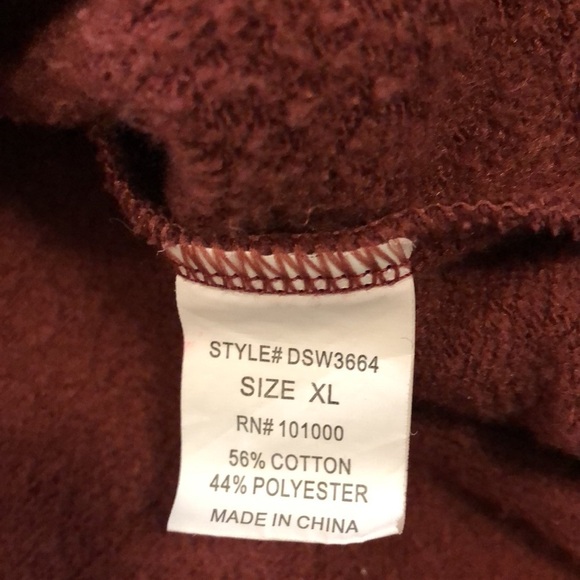 STYLE# DSW3664
SIZE XL
RN# 101000
56% COTTON
44% POLYESTER
MADE IN CHINA